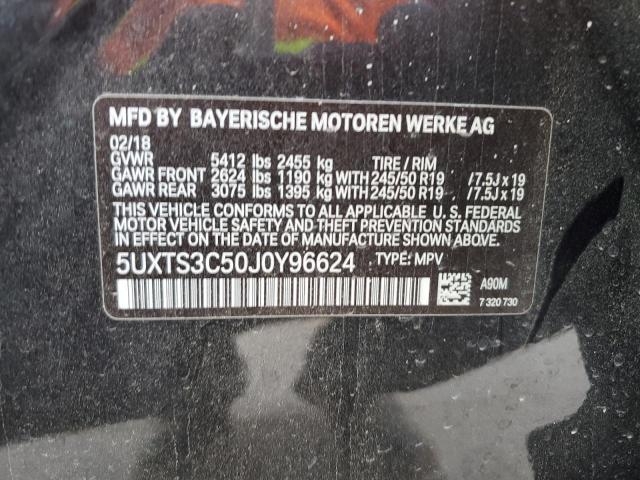 MFD BY BAYERISCHE MOTOREN WERKE AG
02/18
GVWR 5412 lbs 2455 kg TIRE / RIM
GAWR FRONT 2624 lbs 1190 kg WITH 245/50 R19 /7.5J x 19
GAWR REAR 3075 lbs 1395 kg WITH 245/50 R19 /7.5J x 19
THIS VEHICLE CONFORMS TO ALL APPLICABLE U. S. FEDERAL
MOTOR VEHICLE SAFETY AND THEFT PREVENTION STANDARDS
IN EFFECT ON THE DATE OF MANUFACTURE SHOWN ABOVE.
5UXTS3C50J0Y96624 TYPE: MPV
A90M
7 320 730